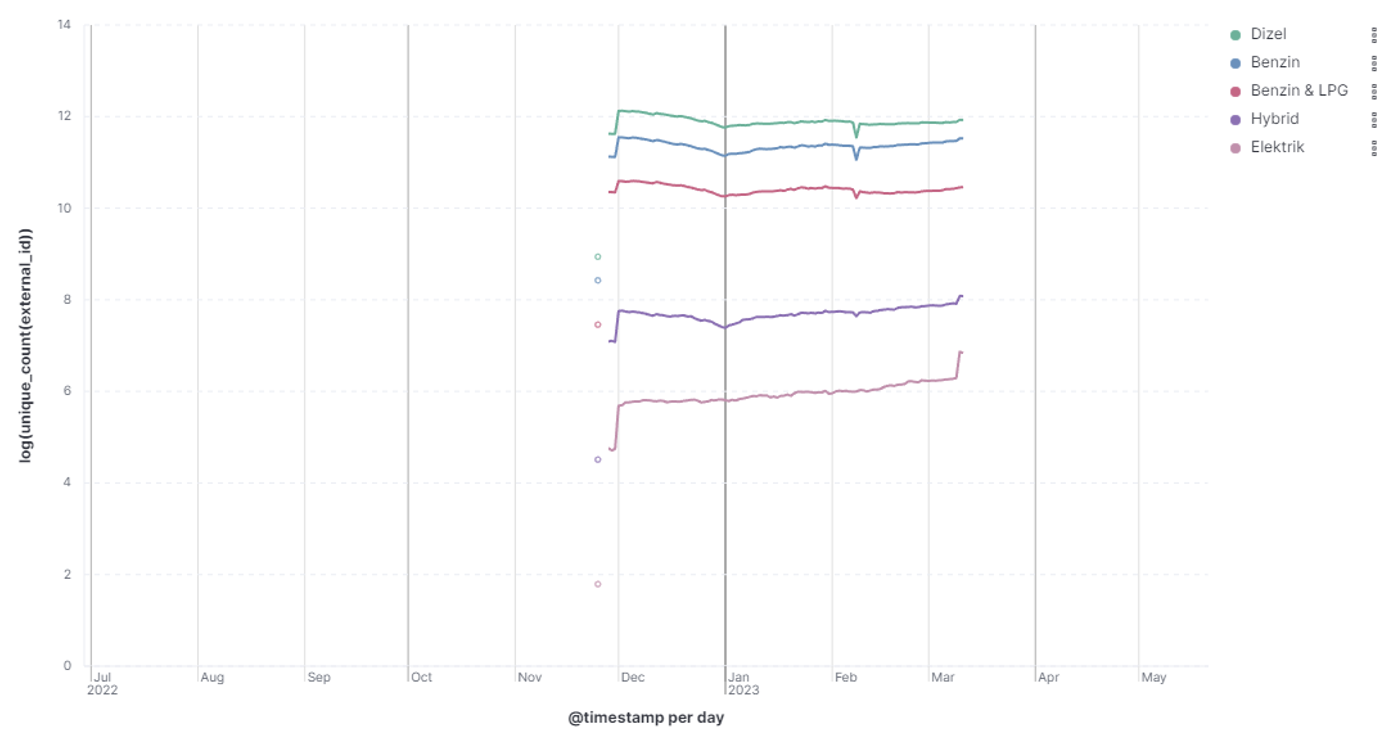 14
12
10
8
6
4
2
0
log(unique_count(external_id))
Jul Aug Sep Oct Nov Dec Jan Feb Mar Apr May
2022 2023
@timestamp per day
Dizel
Benzin
Benzin & LPG
Hybrid
Elektrik